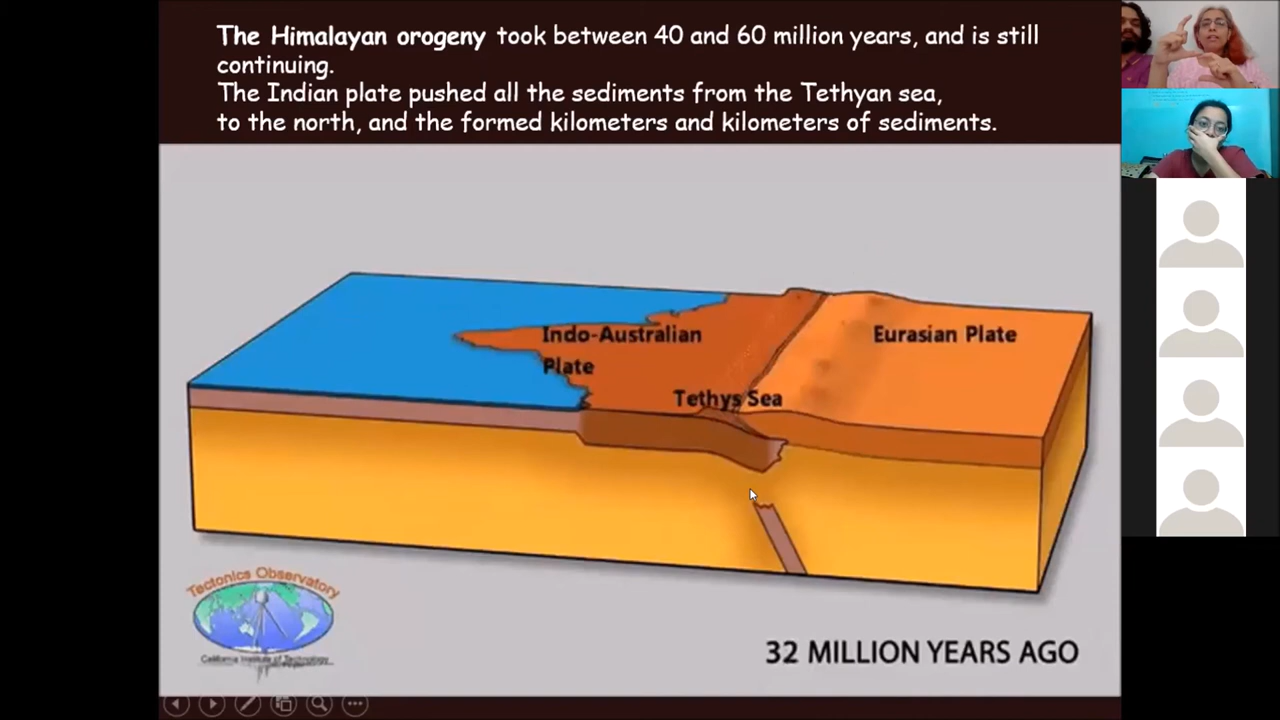 The Himalayan orogeny took between 40 and 60 million years, and is still
continuing.
The Indian plate pushed all the sediments from the Tethyan sea,
to the north, and the formed kilometers and kilometers of sediments.
Indo-Australian
Plate
Eurasian Plate
Tethys Sea
Tectonics Observatory
California Institute of Technology
32 MILLION YEARS AGO